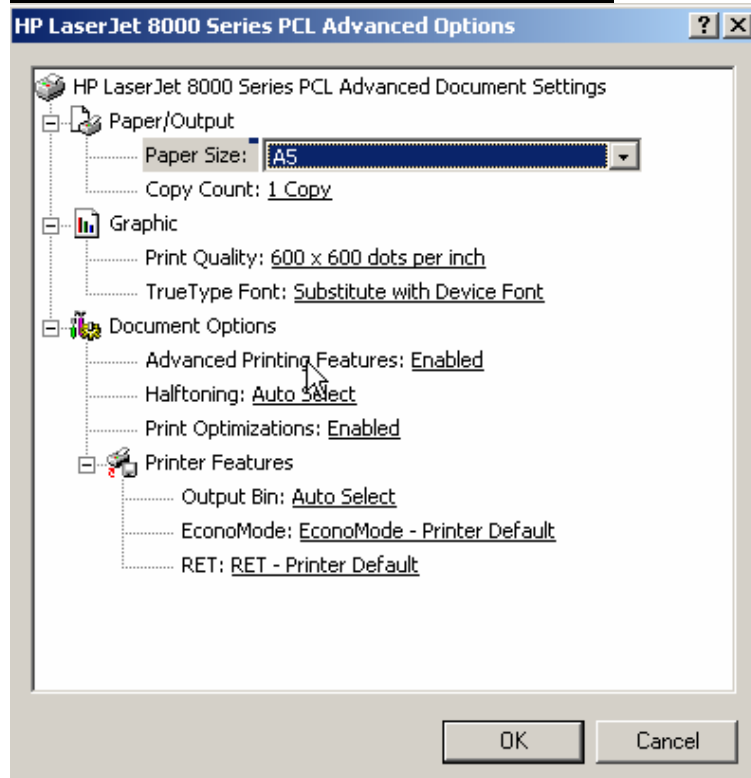 HP LaserJet 8000 Series PCL Advanced Options
HP LaserJet 8000 Series PCL Advanced Document Settings
Paper/Output
Paper Size: A5
Copy Count: 1 Copy
Graphic
Print Quality: 600 x 600 dots per inch
TrueType Font: Substitute with Device Font
Document Options
Advanced Printing Features: Enabled
Halftoning: Auto Select
Print Optimizations: Enabled
Printer Features
Output Bin: Auto Select
EconoMode: EconoMode - Printer Default
RET: RET - Printer Default
OK Cancel